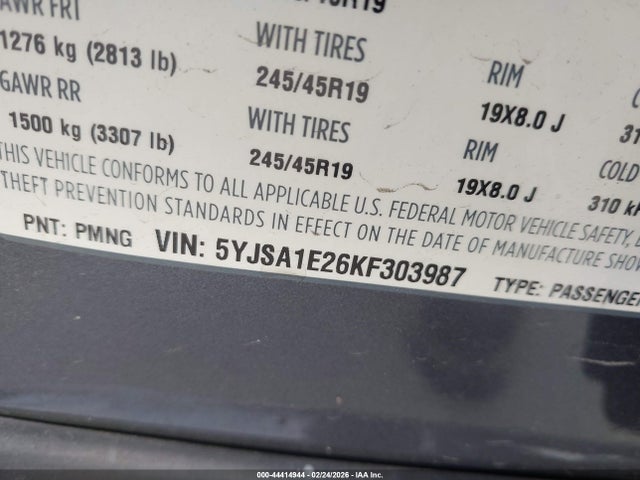 GAWR FRT
1276 kg (2813 lb) WITH TIRES RIM
245/45R19 19X8.0 J
GAWR RR WITH TIRES RIM COLD
1500 kg (3307 lb) 245/45R19 19X8.0 J 310
THIS VEHICLE CONFORMS TO ALL APPLICABLE U.S. FEDERAL MOTOR VEHICLE SAFETY,
THEFT PREVENTION STANDARDS IN EFFECT ON THE DATE OF MANUFACTURE
PNT: PMNG VIN: 5YJSA1E26KF303987 TYPE: PASSENGER
000-44414944 | 02/24/2026 | IAA Inc.